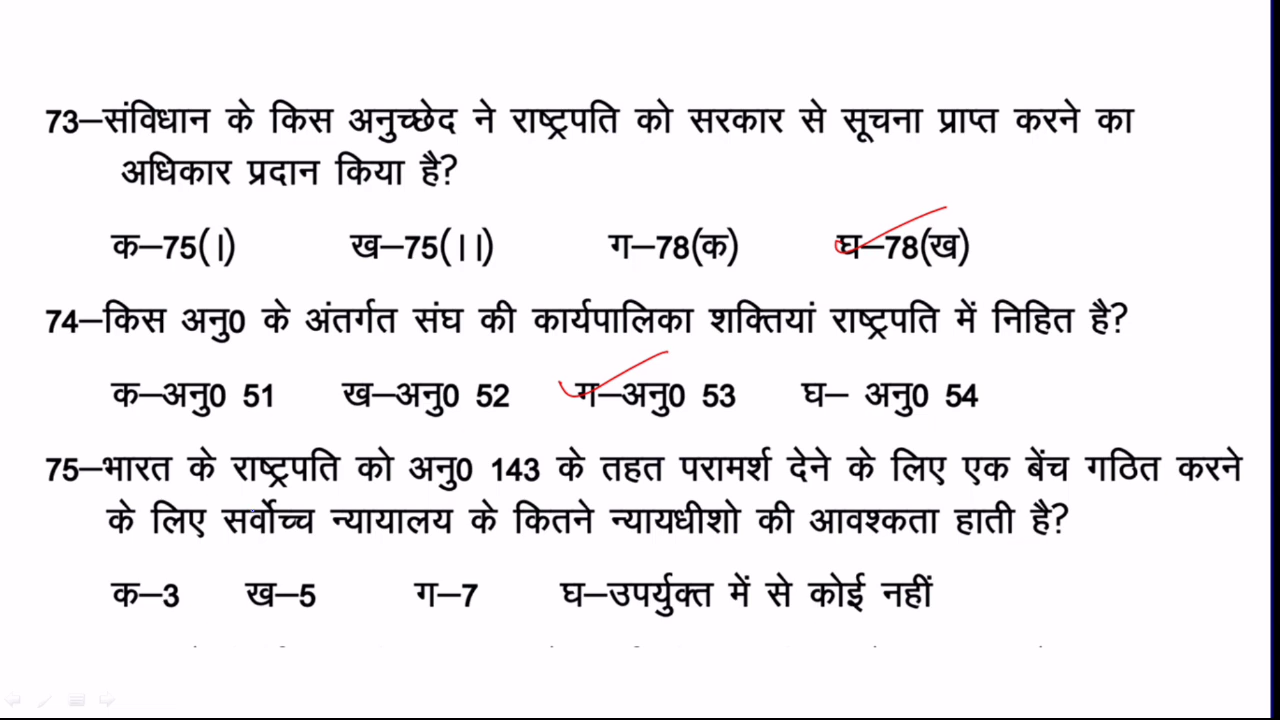 73–संविधान के किस अनुच्छेद ने राष्ट्रपति को सरकार से सूचना प्राप्त करने का
अधिकार प्रदान किया है?
क–75(।) ख–75(।।) ग–78(क) घ–78(ख)
74–किस अनु0 के अंतर्गत संघ की कार्यपालिका शक्तियां राष्ट्रपति में निहित है?
क–अनु0 51 ख–अनु0 52 ग–अनु0 53 घ– अनु0 54
75–भारत के राष्ट्रपति को अनु0 143 के तहत परामर्श देने के लिए एक बेंच गठित करने
के लिए सर्वोच्च न्यायालय के कितने न्यायधीशो की आवश्कता हाती है?
क–3 ख–5 ग–7 घ–उपर्युक्त में से कोई नहीं